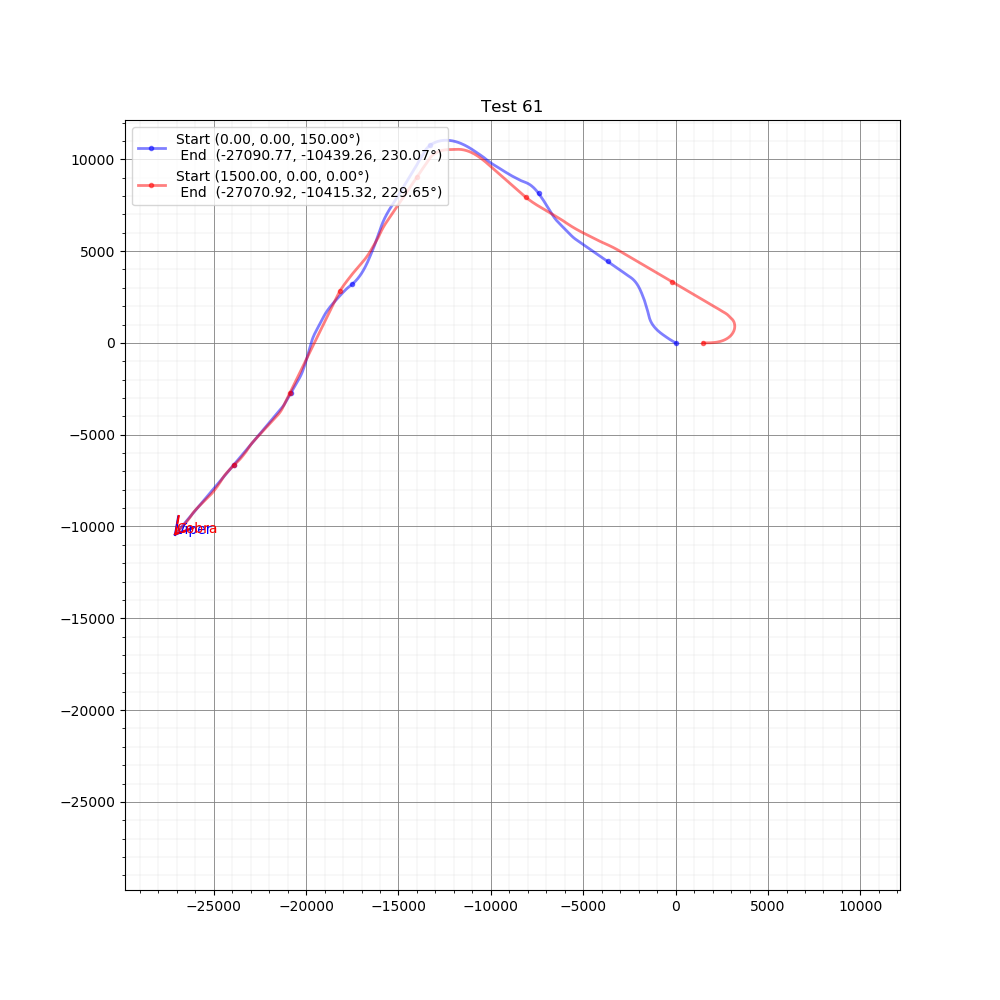 Test 61
Start (0.00, 0.00, 150.00°)
End (-27090.77, -10439.26, 230.07°)
Start (1500.00, 0.00, 0.00°)
End (-27070.92, -10415.32, 229.65°)
10000
5000
0
−5000
−10000
−15000
−20000
−25000
−25000 −20000 −15000 −10000 −5000 0 5000 10000